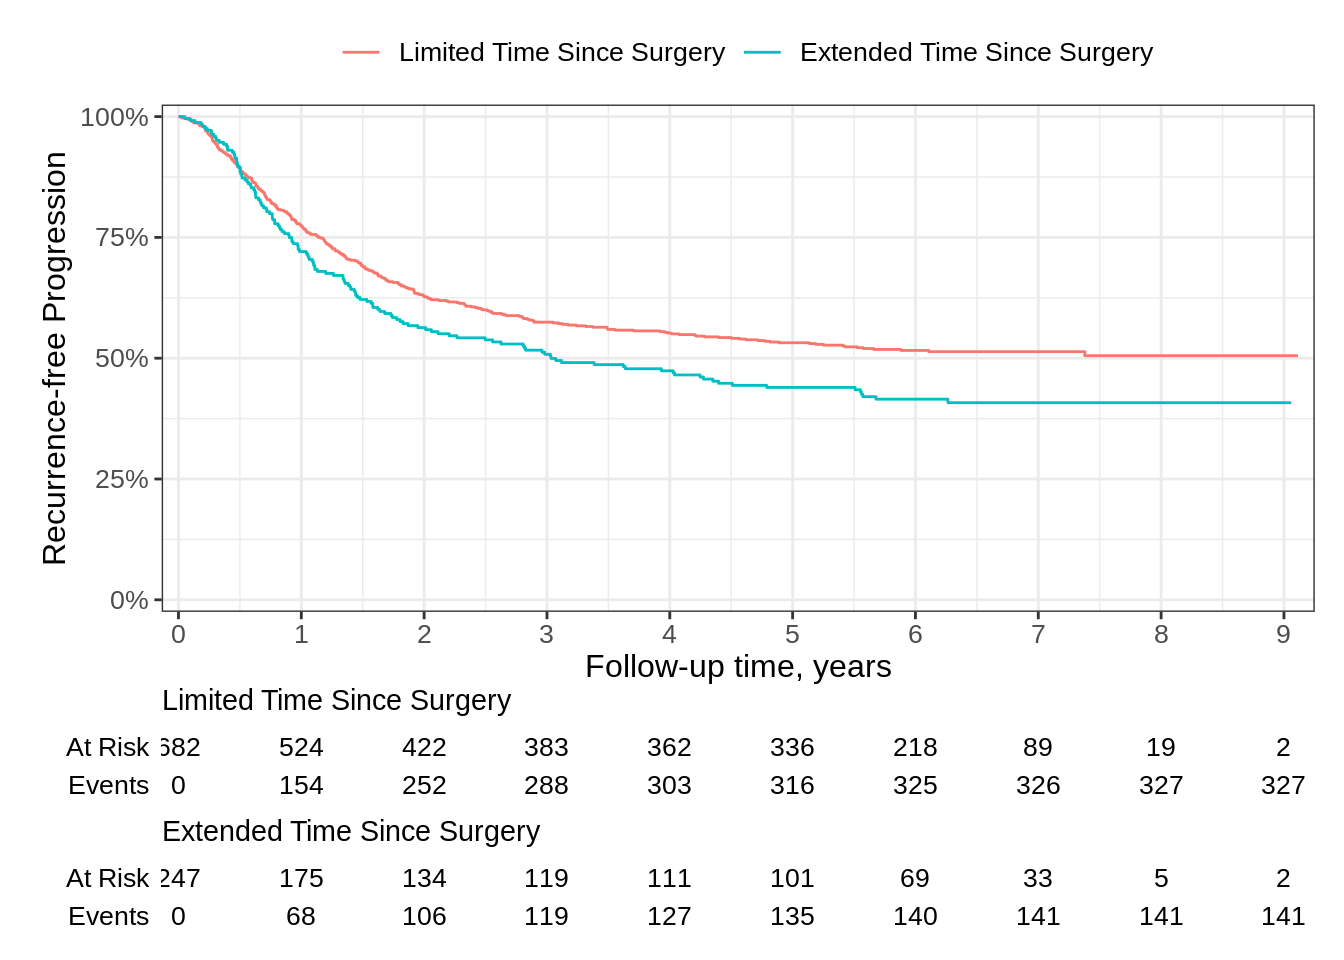 Limited Time Since Surgery Extended Time Since Surgery
Recurrence-free Progression
100%
75%
50%
25%
0%
0 1 2 3 4 5 6 7 8 9
Follow-up time, years
Limited Time Since Surgery
At Risk 682 524 422 383 362 336 218 89 19 2
Events 0 154 252 288 303 316 325 326 327 327
Extended Time Since Surgery
At Risk 247 175 134 119 111 101 69 33 5 2
Events 0 68 106 119 127 135 140 141 141 141